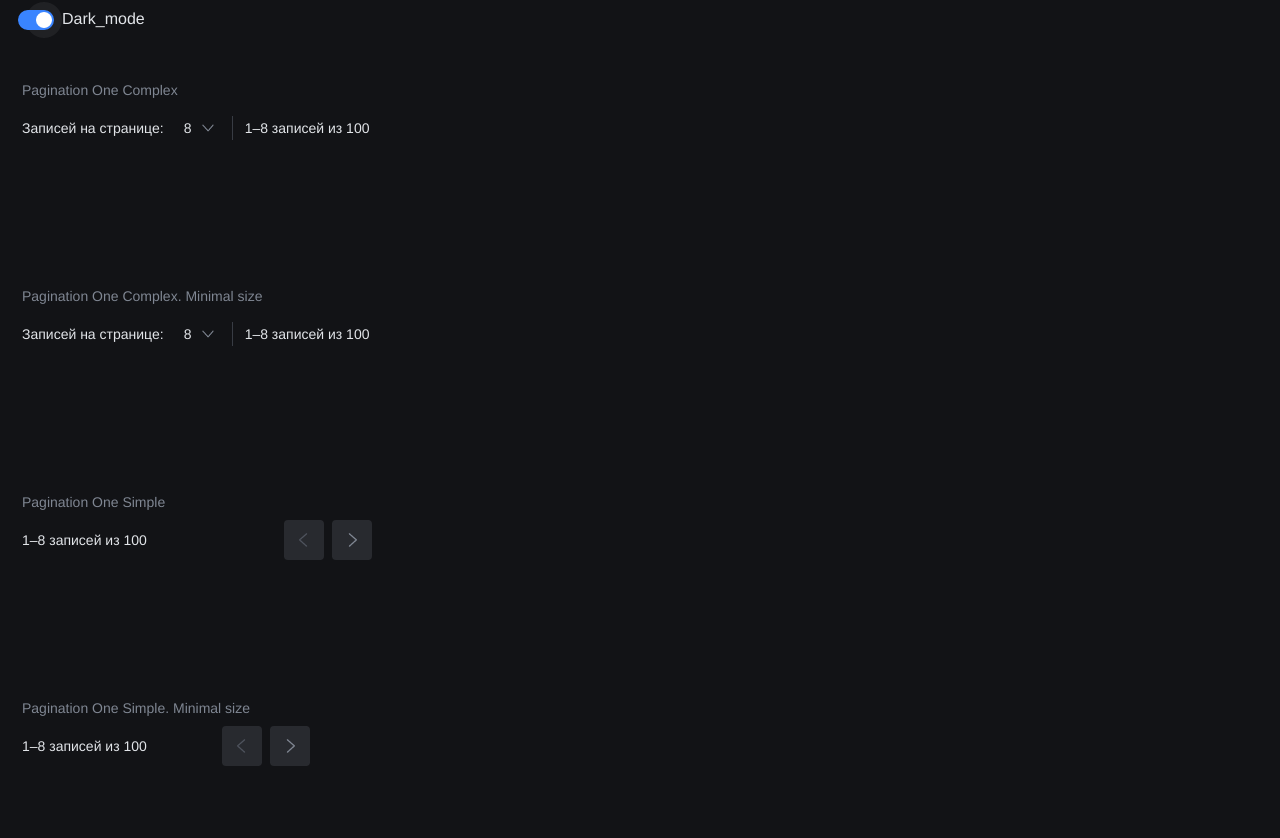 Dark_mode
Pagination One Complex
Записей на странице: 8 1–8 записей из 100
Pagination One Complex. Minimal size
Записей на странице: 8 1–8 записей из 100
Pagination One Simple
1–8 записей из 100
Pagination One Simple. Minimal size
1–8 записей из 100